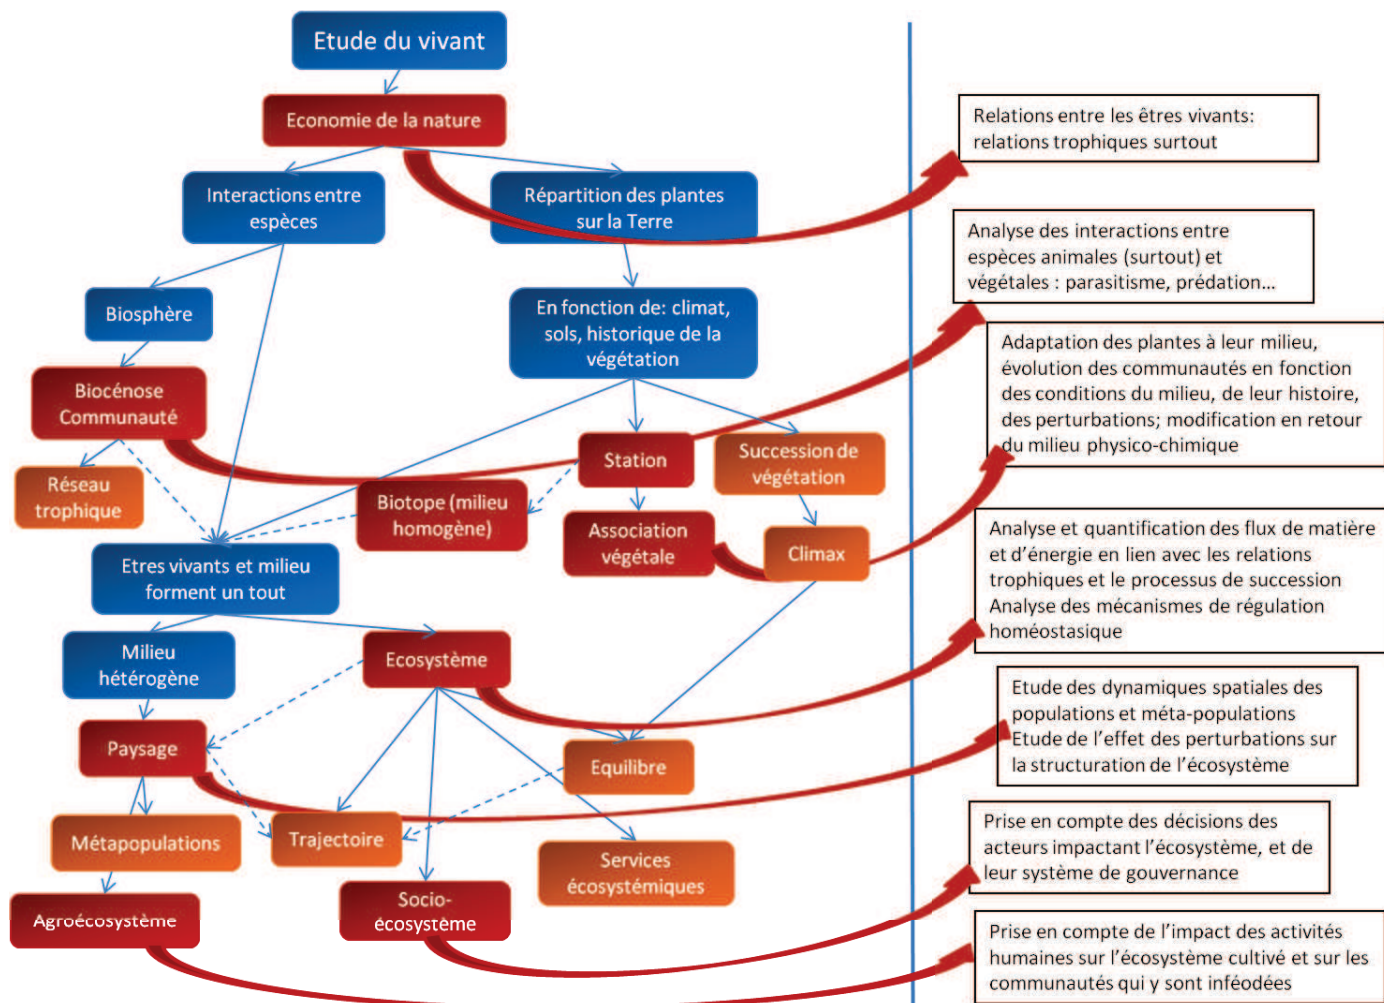 Etude du vivant
Economie de la nature
Interactions entre
espèces
Répartition des plantes
sur la Terre
Biosphère
En fonction de: climat,
sols, historique de la
végétation
Biocénose
Communauté
Station
Succession de
végétation
Réseau
trophique
Biotope (milieu
homogène)
Association
végétale
Climax
Etres vivants et milieu
forment un tout
Milieu
hétérogène
Ecosystème
Paysage
Equilibre
Métapopulations
Trajectoire
Services
écosystémiques
Agroécosystème
Socio-
écosystème
Relations entre les êtres vivants:
relations trophiques surtout
Analyse des interactions entre
espèces animales (surtout) et
végétales : parasitisme, prédation...
Adaptation des plantes à leur milieu,
évolution des communautés en fonction
des conditions du milieu, de leur histoire,
des perturbations; modification en retour
du milieu physico-chimique
Analyse et quantification des flux de matière
et d'énergie en lien avec les relations
trophiques et le processus de succession
Analyse des mécanismes de régulation
homéostasique
Etude des dynamiques spatiales des
populations et méta-populations
Etude de l'effet des perturbations sur
la structuration de l'écosystème
Prise en compte des décisions des
acteurs impactant l'écosystème, et de
leur système de gouvernance
Prise en compte de l'impact des activités
humaines sur l'écosystème cultivé et sur les
communautés qui y sont inféodées